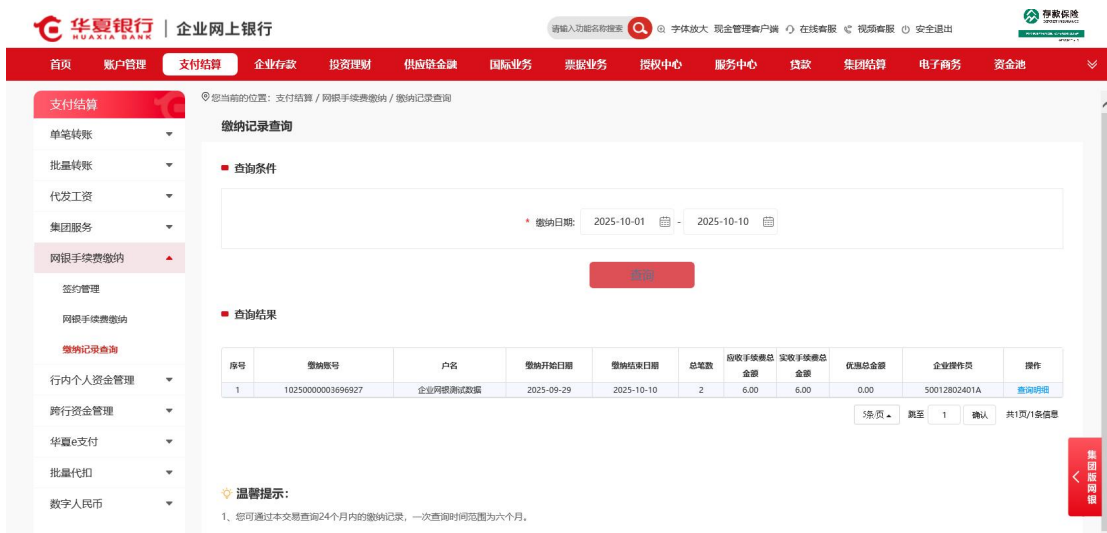 华夏银行 企业网上银行
HUAXIA BANK
请输入功能名称搜索 字体放大 现金管理客户端 在线客服 视频客服 安全退出
存款保险
首页 账户管理 支付结算 企业存款 投资理财 供应链金融 国际业务 票据业务 授权中心 服务中心 贷款 集团结算 电子商务 资金池
支付结算
单笔转账
批量转账
代发工资
集团服务
网银手续费缴纳
签约管理
网银手续费缴纳
缴纳记录查询
行内个人资金管理
跨行资金管理
华夏e支付
批量代扣
数字人民币
您当前的位置：支付结算 / 网银手续费缴纳 / 缴纳记录查询
缴纳记录查询
查询条件
* 缴纳日期: 2025-10-01 - 2025-10-10
查询
查询结果
序号 缴纳账号 户名 缴纳开始日期 缴纳结束日期 总笔数 应收手续费总金额 实收手续费总金额 优惠总金额 企业操作员 操作
1 10250000003696927 企业网银测试数据 2025-09-29 2025-10-10 2 6.00 6.00 0.00 50012802401A 查询明细
5条/页 跳至 1 确认 共1页/1条信息
温馨提示：
1、您可通过本交易查询24个月内的缴纳记录，一次查询时间范围为六个月。
集团版网银